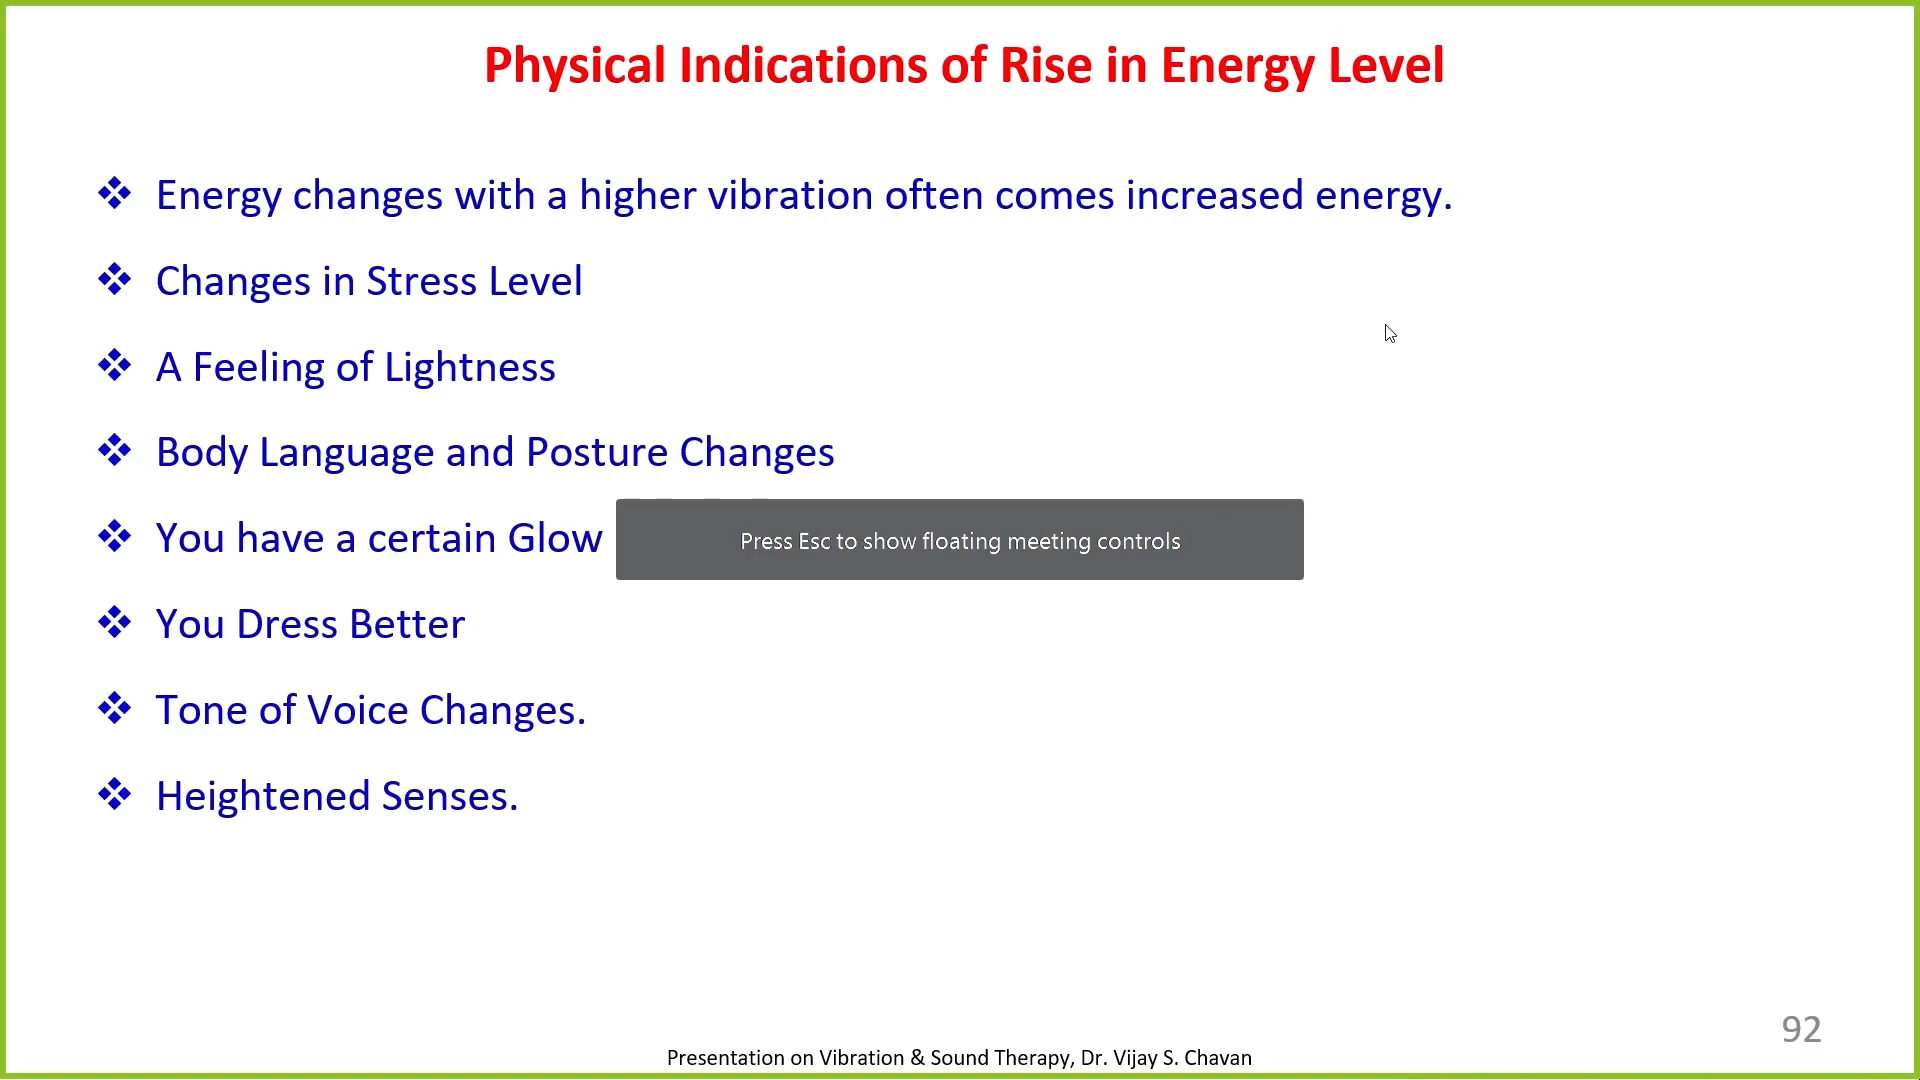 Physical Indications of Rise in Energy Level
Energy changes with a higher vibration often comes increased energy.
Changes in Stress Level
A Feeling of Lightness
Body Language and Posture Changes
You have a certain Glow
Press Esc to show floating meeting controls
You Dress Better
Tone of Voice Changes.
Heightened Senses.
92
Presentation on Vibration & Sound Therapy, Dr. Vijay S. Chavan